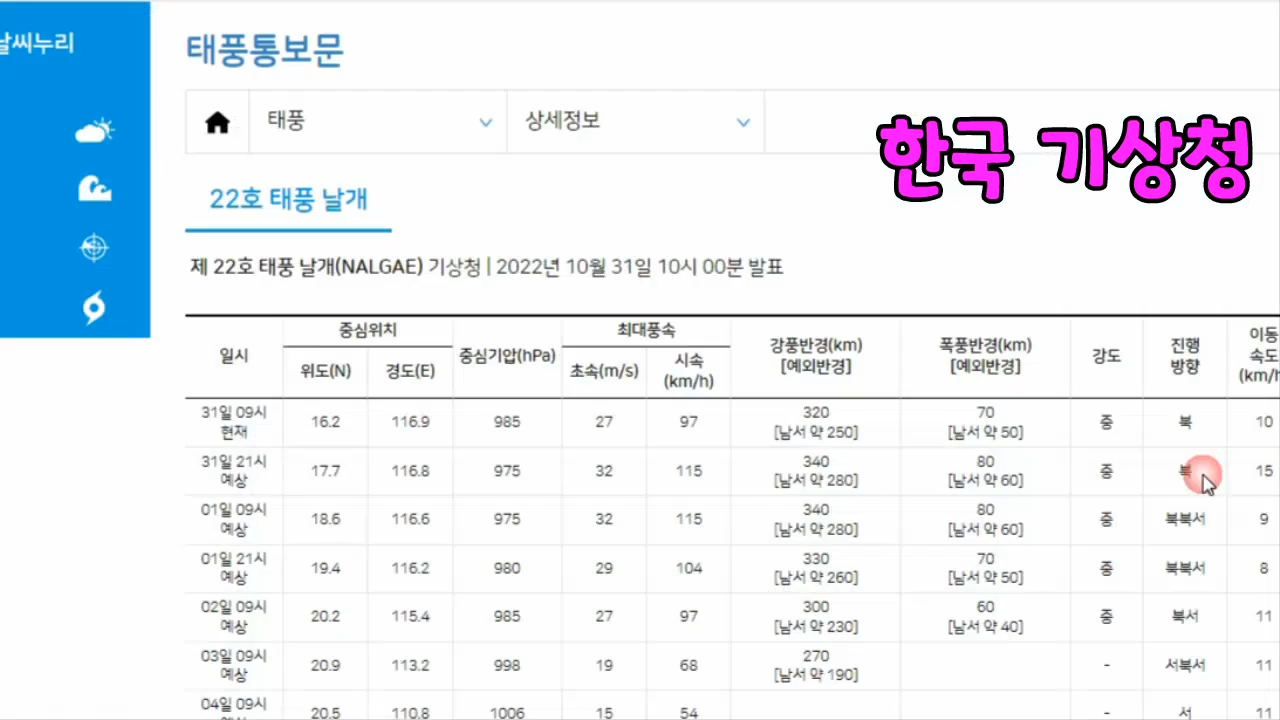 날씨누리
태풍통보문
태풍
상세정보
한국 기상청
22호 태풍 날개
제 22호 태풍 날개(NALGAE) 기상청 | 2022년 10월 31일 10시 00분 발표
일시 중심위치 중심기압(hPa) 최대풍속 강풍반경(km) [예외반경] 폭풍반경(km) [예외반경] 강도 진행 방향 이동 속도
위도(N) 경도(E) 초속(m/s) 시속 (km/h)
31일 09시 현재 16.2 116.9 985 27 97 320 [남서 약 250] 70 [남서 약 50] 중 북 10
31일 21시 예상 17.7 116.8 975 32 115 340 [남서 약 280] 80 [남서 약 60] 중 북 15
01일 09시 예상 18.6 116.6 975 32 115 340 [남서 약 280] 80 [남서 약 60] 중 북북서 9
01일 21시 예상 19.4 116.2 980 29 104 330 [남서 약 260] 70 [남서 약 50] 중 북북서 8
02일 09시 예상 20.2 115.4 985 27 97 300 [남서 약 230] 60 [남서 약 40] 중 북서 11
03일 09시 예상 20.9 113.2 998 19 68 270 [남서 약 190] - 서북서 11
04일 09시 20.5 110.8 1006 15 54 - 서 11